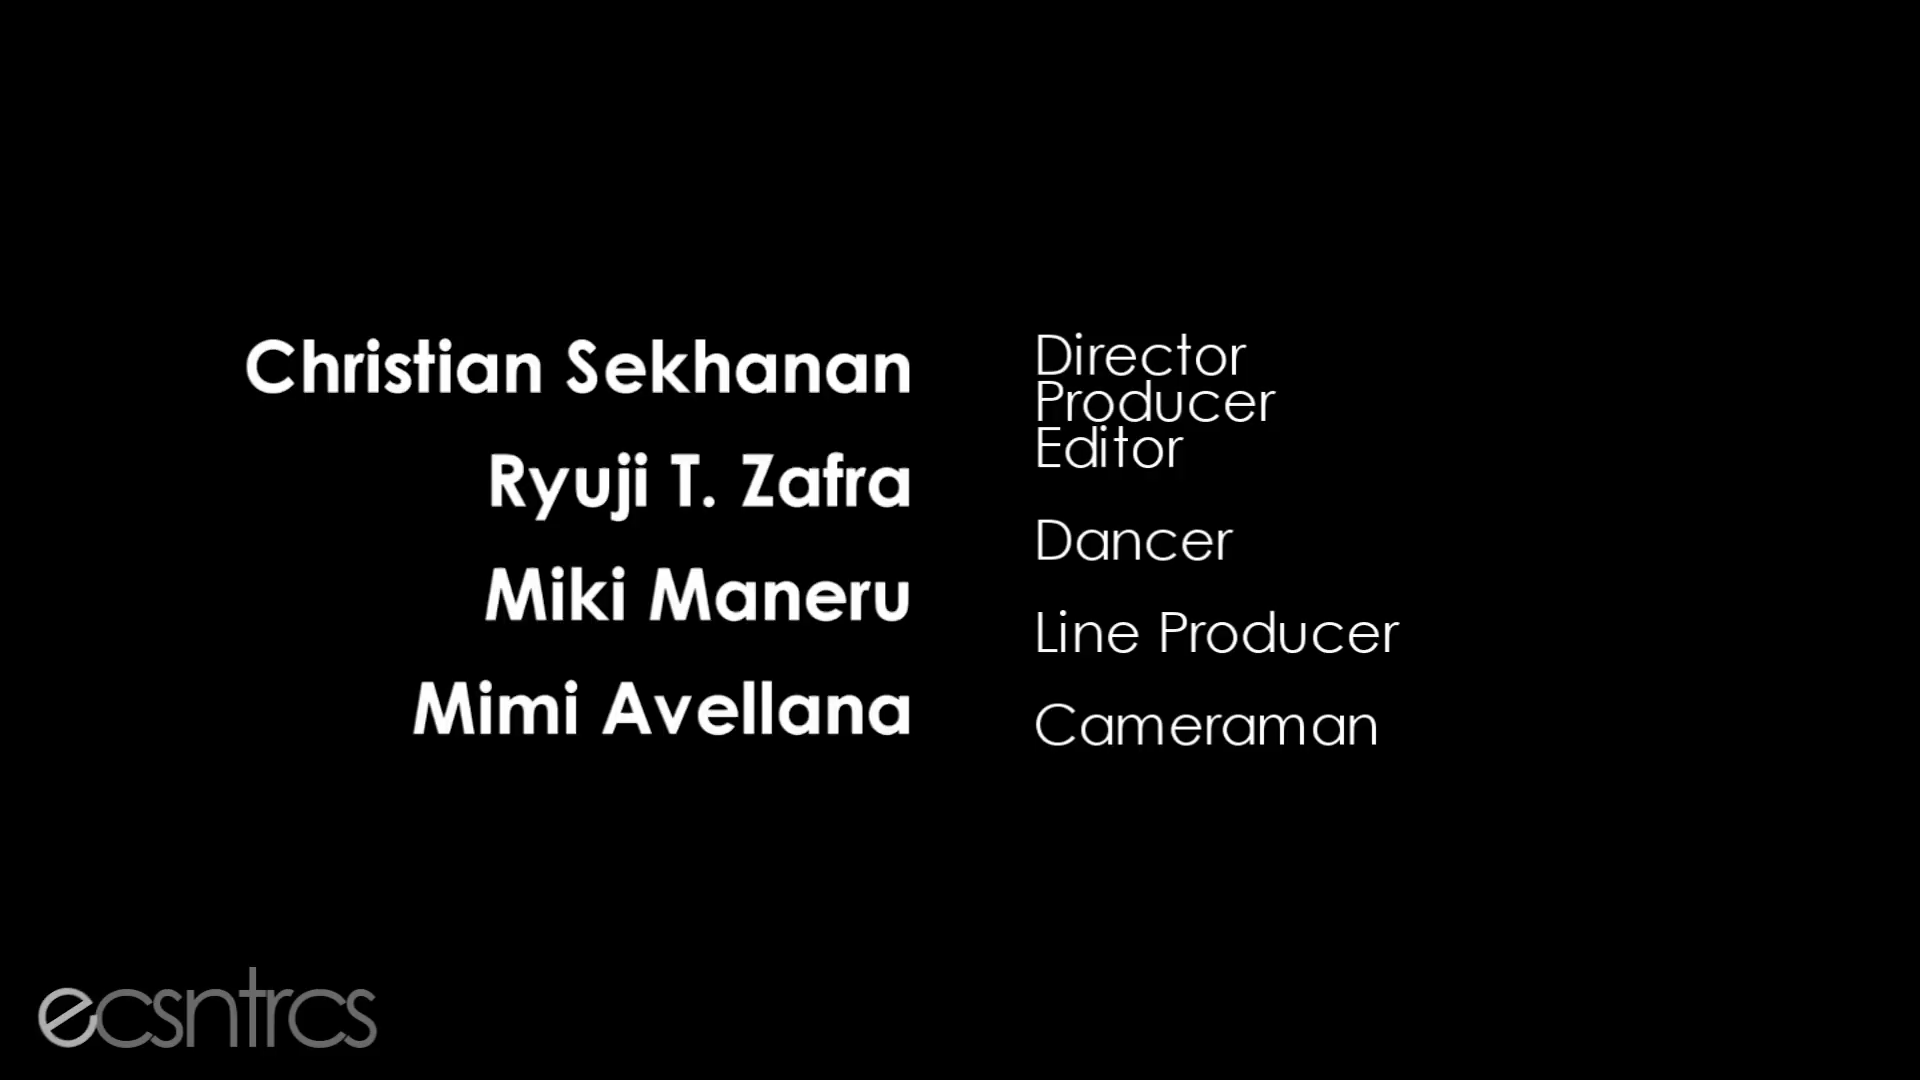 Christian Sekhanan
Ryuji T. Zafra
Miki Maneru
Mimi Avellana
Director
Producer
Editor
Dancer
Line Producer
Cameraman
ecsntrcs